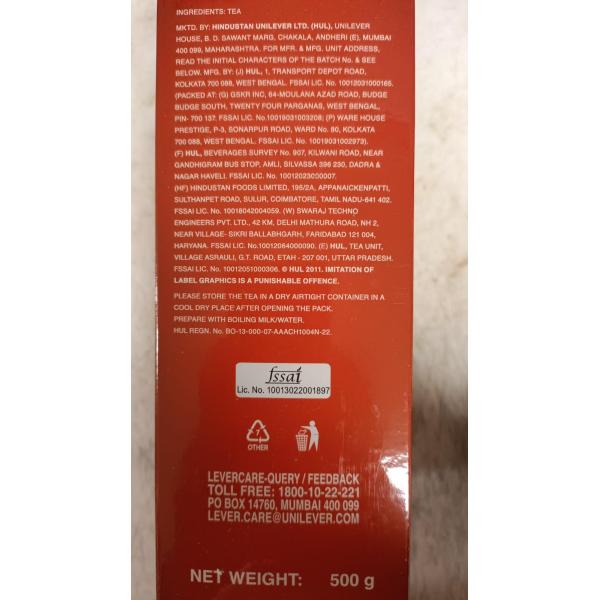 INGREDIENTS: TEA
MKTD. BY: HINDUSTAN UNILEVER LTD. (HUL), UNILEVER
HOUSE, B. D. SAWANT MARG, CHAKALA, ANDHERI (E), MUMBAI
400 099, MAHARASHTRA. FOR MFR. & MFG. UNIT ADDRESS,
READ THE INITIAL CHARACTERS OF THE BATCH No. & SEE
BELOW. MFG. BY: (J) HUL, 1, TRANSPORT DEPOT ROAD,
KOLKATA 700 088, WEST BENGAL. FSSAI LIC. No. 10012031000165.
(PACKED AT: (G) GSKR INC, 64-MOULANA AZAD ROAD, BUDGE
BUDGE SOUTH, TWENTY FOUR PARGANAS, WEST BENGAL,
PIN- 700 137. FSSAI LIC. No.10019031003208; (P) WARE HOUSE
PRESTIGE, P-3, SONARPUR ROAD, WARD No. 80, KOLKATA
700 088, WEST BENGAL. FSSAI LIC. No. 10019031002973).
(F) HUL, BEVERAGES SURVEY No. 907, KILWANI ROAD, NEAR
GANDHIGRAM BUS STOP, AMLI, SILVASSA 396 230, DADRA &
NAGAR HAVELI. FSSAI LIC. No. 10012023000007.
(HF) HINDUSTAN FOODS LIMITED, 195/2A, APPANAICKENPATTI,
SULTHANPET ROAD, SULUR, COIMBATORE, TAMIL NADU-641 402.
FSSAI LIC. No. 10018042004059. (W) SWARAJ TECHNO
ENGINEERS PVT. LTD., 42 KM, DELHI MATHURA ROAD, NH 2,
NEAR VILLAGE- SIKRI BALLABHGARH, FARIDABAD 121 004,
HARYANA. FSSAI LIC. No.10012064000090. (E) HUL, TEA UNIT,
VILLAGE ASRAULI, G.T. ROAD, ETAH - 207 001, UTTAR PRADESH.
FSSAI LIC. No. 10012051000306. © HUL 2011. IMITATION OF
LABEL GRAPHICS IS A PUNISHABLE OFFENCE.
PLEASE STORE THE TEA IN A DRY AIRTIGHT CONTAINER IN A
COOL DRY PLACE AFTER OPENING THE PACK.
PREPARE WITH BOILING MILK/WATER.
HUL REGN. No. BO-13-000-07-AAACH1004N-22.
fssai
Lic. No. 10013022001897
7
OTHER
LEVERCARE-QUERY / FEEDBACK
TOLL FREE: 1800-10-22-221
PO BOX 14760, MUMBAI 400 099
LEVER.CARE@UNILEVER.COM
NET WEIGHT: 500 g